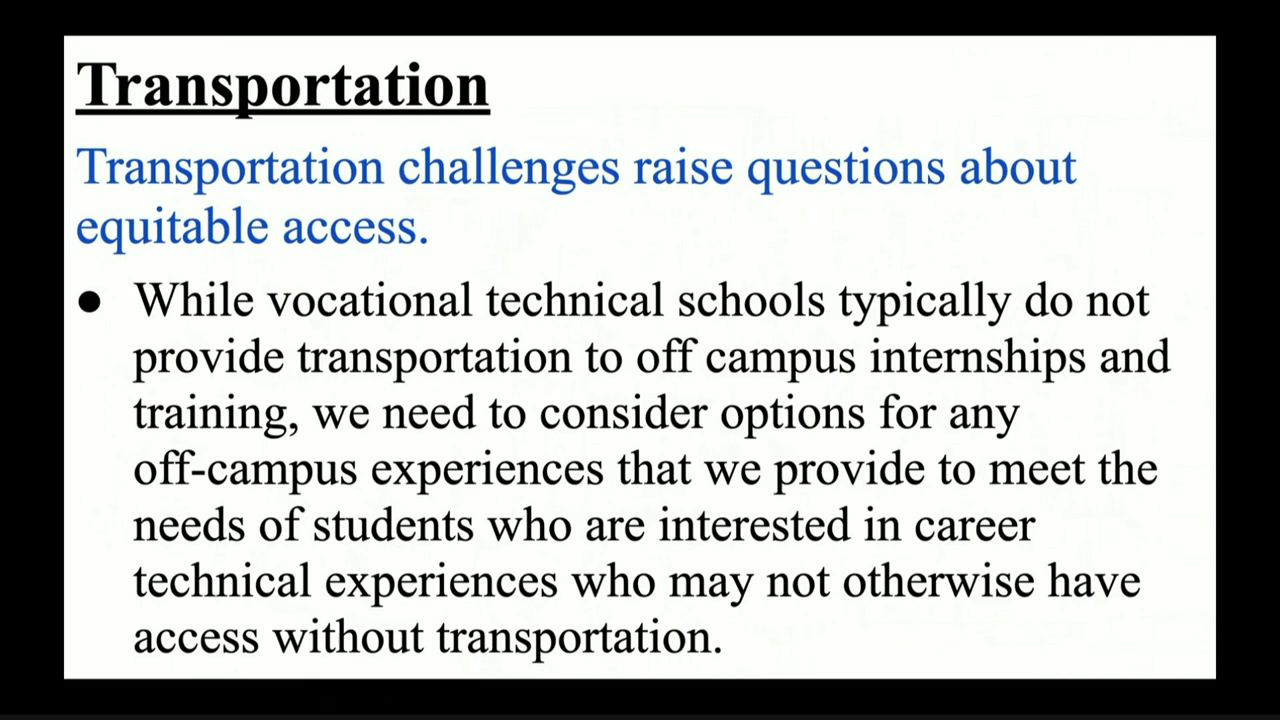 Transportation
Transportation challenges raise questions about
equitable access.
● While vocational technical schools typically do not
provide transportation to off campus internships and
training, we need to consider options for any
off-campus experiences that we provide to meet the
needs of students who are interested in career
technical experiences who may not otherwise have
access without transportation.